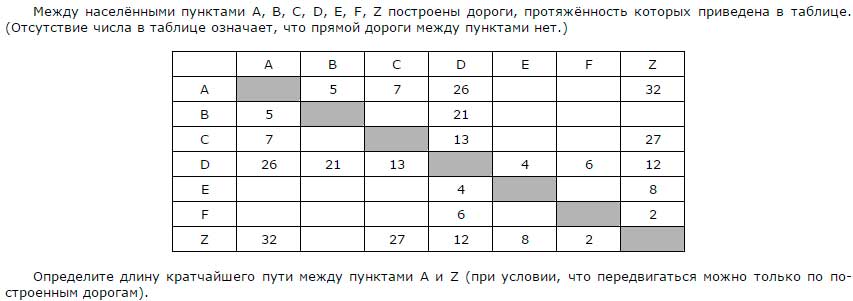 Между населёнными пунктами A, B, C, D, E, F, Z построены дороги, протяжённость которых приведена в таблице.
(Отсутствие числа в таблице означает, что прямой дороги между пунктами нет.)
A B C D E F Z
A 5 7 26 32
B 5 21
C 7 13 27
D 26 21 13 4 6 12
E 4 8
F 6 2
Z 32 27 12 8 2
Определите длину кратчайшего пути между пунктами A и Z (при условии, что передвигаться можно только по по-
строенным дорогам).